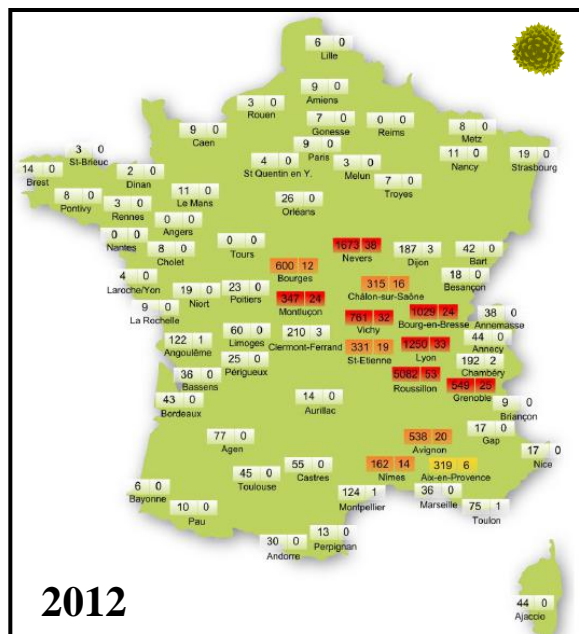 6 0
Lille
9 0
Amiens
3 0
Rouen
7 0
Gonesse
0 0
Reims
8 0
Metz
9 0
Caen
9 0
Paris
11 0
Nancy
19 0
Strasbourg
3 0
St-Brieuc
14 0
Brest
2 0
Dinan
4 0
St Quentin en Y.
3 0
Melun
7 0
Troyes
8 0
Pontivy
3 0
Rennes
11 0
Le Mans
26 0
Orléans
0 0
Angers
0 0
Nantes
8 0
Cholet
0 0
Tours
1673 38
Nevers
187 3
Dijon
42 0
Bart
600 12
Bourges
18 0
Besançon
4 0
Laroche/Yon
19 0
Niort
23 0
Poitiers
315 16
Châlon-sur-Saône
347 24
Montluçon
9 0
La Rochelle
761 32
Vichy
1029 24
Bourg-en-Bresse
38 0
Annemasse
122 1
Angoulême
60 0
Limoges
210 3
Clermont-Ferrand
331 19
St-Etienne
1250 33
Lyon
44 0
Annecy
192 2
Chambéry
25 0
Périgueux
36 0
Bassens
5082 53
Roussillon
549 25
Grenoble
43 0
Bordeaux
14 0
Aurillac
9 0
Briançon
17 0
Gap
77 0
Agen
538 20
Avignon
17 0
Nice
45 0
Toulouse
55 0
Castres
162 14
Nîmes
319 6
Aix-en-Provence
6 0
Bayonne
10 0
Pau
124 1
Montpellier
36 0
Marseille
75 1
Toulon
30 0
Andorre
13 0
Perpignan
2012
44 0
Ajaccio